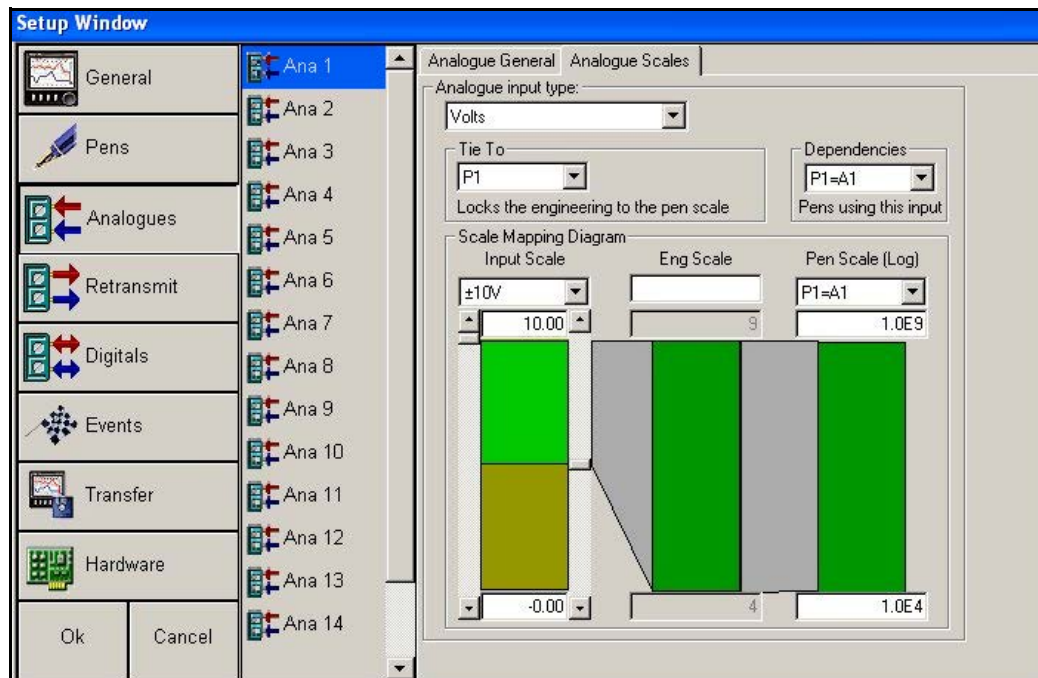 Setup Window
General
Pens
Analogues
Retransmit
Digitals
Events
Transfer
Hardware
Ok
Cancel
Ana 1
Ana 2
Ana 3
Ana 4
Ana 5
Ana 6
Ana 7
Ana 8
Ana 9
Ana 10
Ana 11
Ana 12
Ana 13
Ana 14
Analogue General
Analogue Scales
Analogue input type:
Volts
Tie To
P1
Locks the engineering to the pen scale
Dependencies
P1=A1
Pens using this input
Scale Mapping Diagram
Input Scale
Eng Scale
Pen Scale (Log)
±10V
P1=A1
10.00
9
1.0E9
-0.00
4
1.0E4